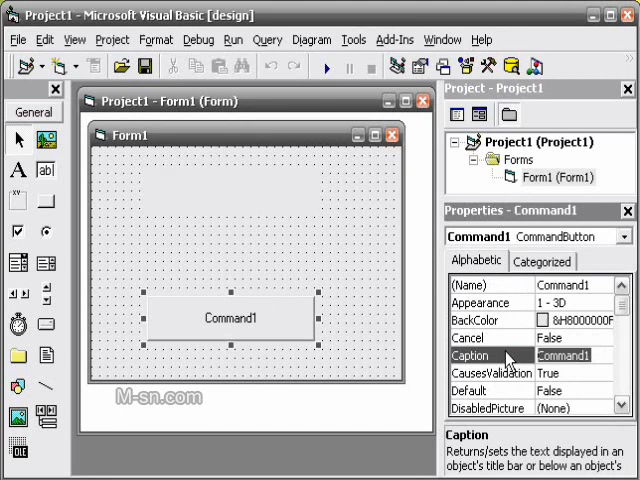 Project1 - Microsoft Visual Basic [design]
File Edit View Project Format Debug Run Query Diagram Tools Add-Ins Window Help
General
A
ab|
XY
OLE
Project1 - Form1 (Form)
Form1
Command1
M-sn.com
Project - Project1
Project1 (Project1)
Forms
Form1 (Form1)
Properties - Command1
Command1 CommandButton
Alphabetic Categorized
(Name) Command1
Appearance 1 - 3D
BackColor &H8000000F
Cancel False
Caption Command1
CausesValidation True
Default False
DisabledPicture (None)
Caption
Returns/sets the text displayed in
an object's title bar or below an object's